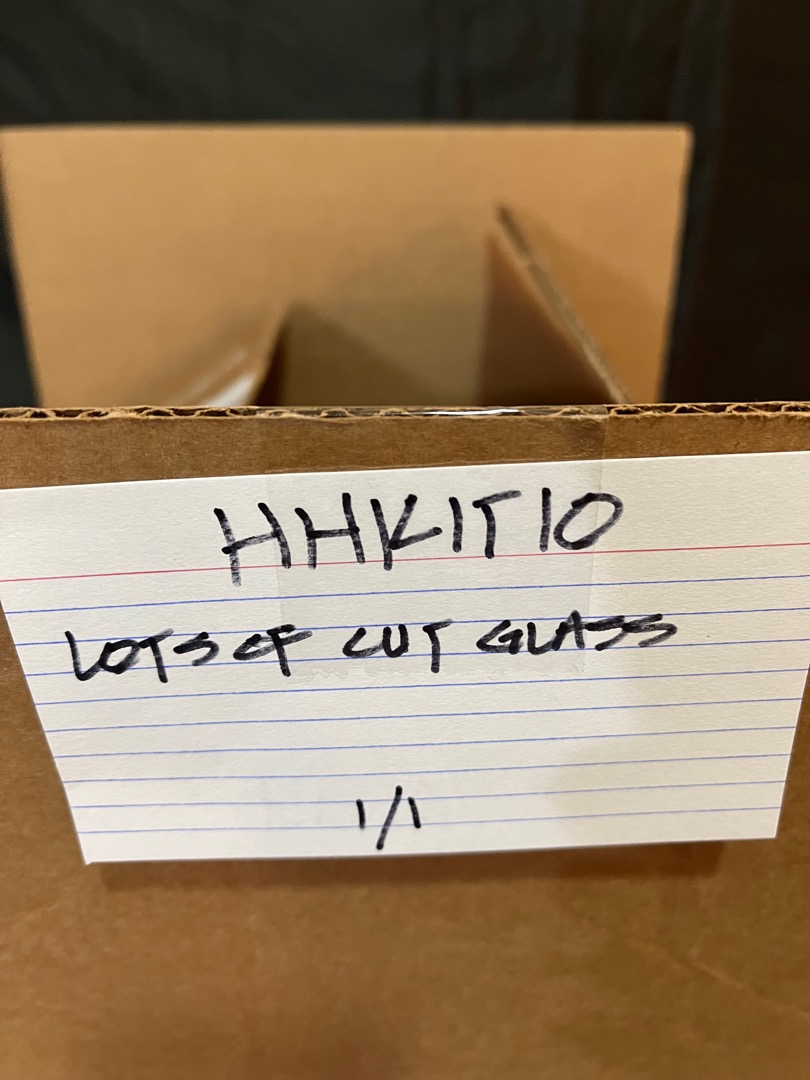 HHKIT10
LOTS OF CUT GLASS
1/1